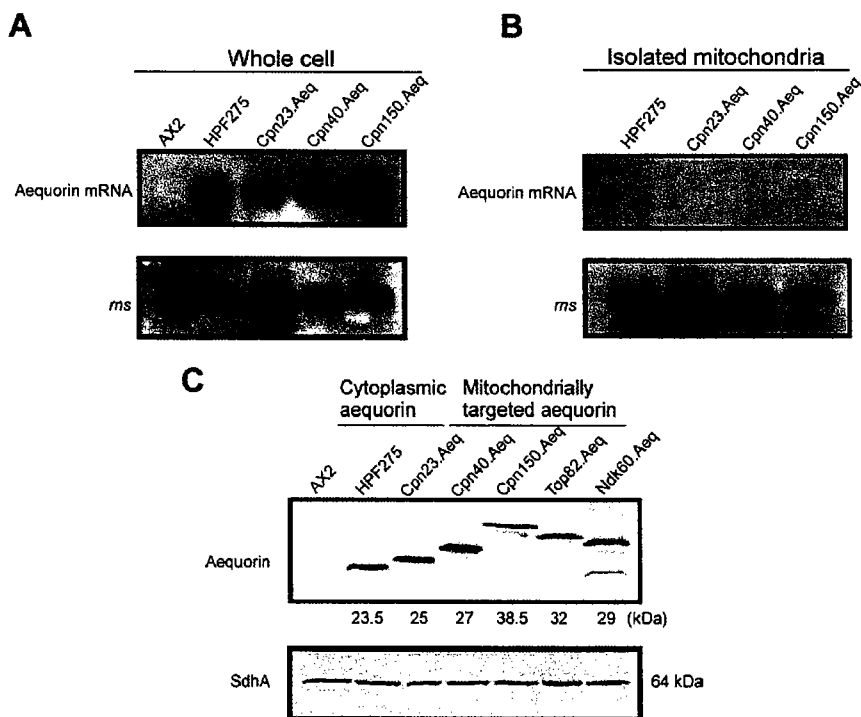 A
Whole cell
AX2
HPF275
Cpn23.Aeq
Cpn40.Aeq
Cpn150.Aeq
Aequorin mRNA
rns
B
Isolated mitochondria
HPF275
Cpn23.Aeq
Cpn40.Aeq
Cpn150.Aeq
Aequorin mRNA
rns
C
Cytoplasmic
aequorin
Mitochondrially
targeted aequorin
AX2
HPF275
Cpn23.Aeq
Cpn40.Aeq
Cpn150.Aeq
Top82.Aeq
Ndk60.Aeq
Aequorin
23.5 25 27 38.5 32 29 (kDa)
SdhA
64 kDa